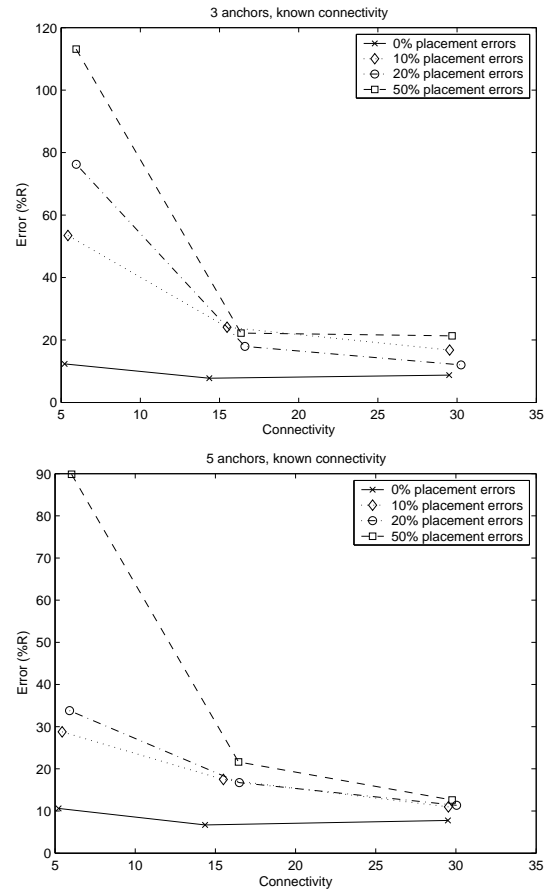 3 anchors, known connectivity
120
100
80
60
40
20
0
Error (%R)
0% placement errors
10% placement errors
20% placement errors
50% placement errors
5 10 15 20 25 30 35
Connectivity
5 anchors, known connectivity
90
80
70
60
50
40
30
20
10
0
Error (%R)
0% placement errors
10% placement errors
20% placement errors
50% placement errors
5 10 15 20 25 30 35
Connectivity